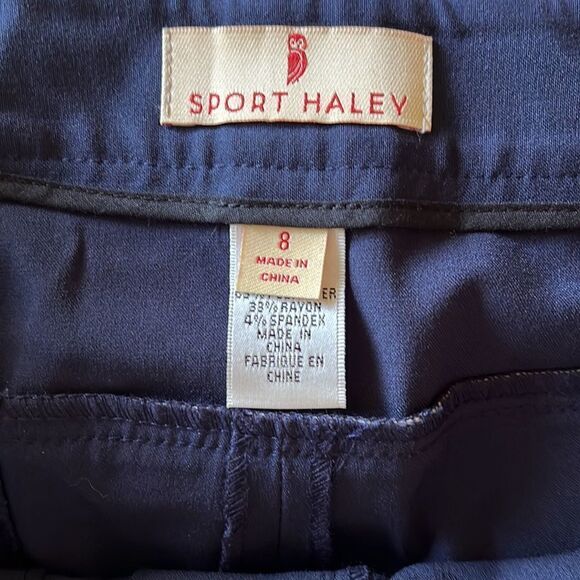 SPORT HALEY
8
MADE IN
CHINA
33% RAYON
4% SPANDEX
MADE IN
CHINA
FABRIQUE EN
CHINE